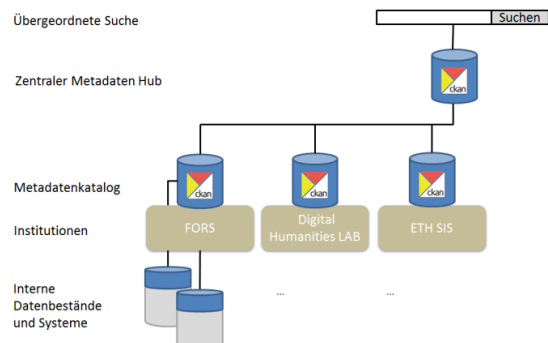 Übergeordnete Suche
Suchen
Zentraler Metadaten Hub
ckan
Metadatenkatalog
ckan
ckan
ckan
Institutionen
FORS
Digital
Humanities LAB
ETH SIS
Interne
Datenbestände
und Systeme
...
...